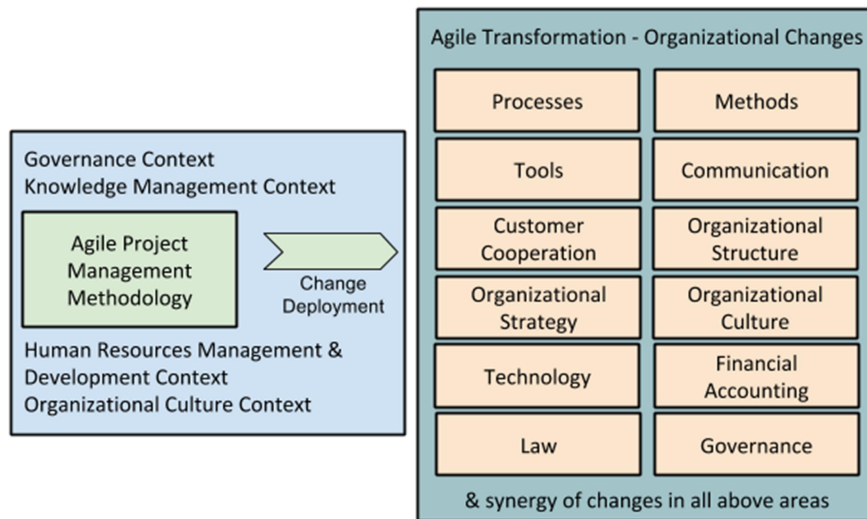 Governance Context
Knowledge Management Context
Agile Project
Management
Methodology
Change
Deployment
Human Resources Management &
Development Context
Organizational Culture Context
Agile Transformation - Organizational Changes
Processes
Methods
Tools
Communication
Customer
Cooperation
Organizational
Structure
Organizational
Strategy
Organizational
Culture
Technology
Financial
Accounting
Law
Governance
& synergy of changes in all above areas